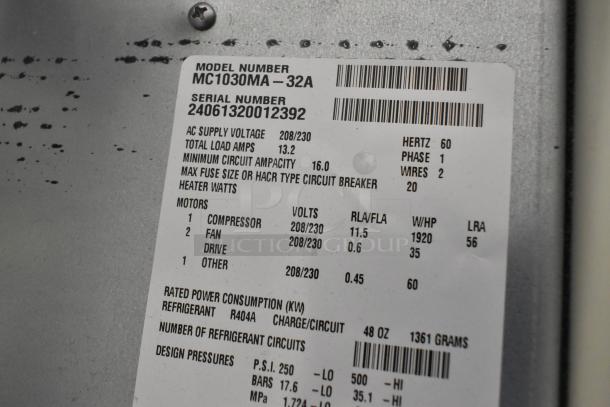 MODEL NUMBER
MC1030MA-32A
SERIAL NUMBER
24061320012392
AC SUPPLY VOLTAGE 208/230 HERTZ 60
TOTAL LOAD AMPS 13.2 PHASE 1
MINIMUM CIRCUIT AMPACITY 16.0 WIRES 2
MAX FUSE SIZE OR HACR TYPE CIRCUIT BREAKER 20
HEATER WATTS
MOTORS VOLTS RLA/FLA W/HP LRA
1 COMPRESSOR 208/230 11.5 1920 56
2 FAN 208/230 0.6 35
DRIVE
1 OTHER 208/230 0.45 60
RATED POWER CONSUMPTION (KW)
REFRIGERANT R404A CHARGE/CIRCUIT 48 OZ 1361 GRAMS
NUMBER OF REFRIGERANT CIRCUITS
DESIGN PRESSURES P.S.I. 250 -LO 500 -HI
BARS 17.6 -LO 35.1 -HI
MPa 1.724 -LO